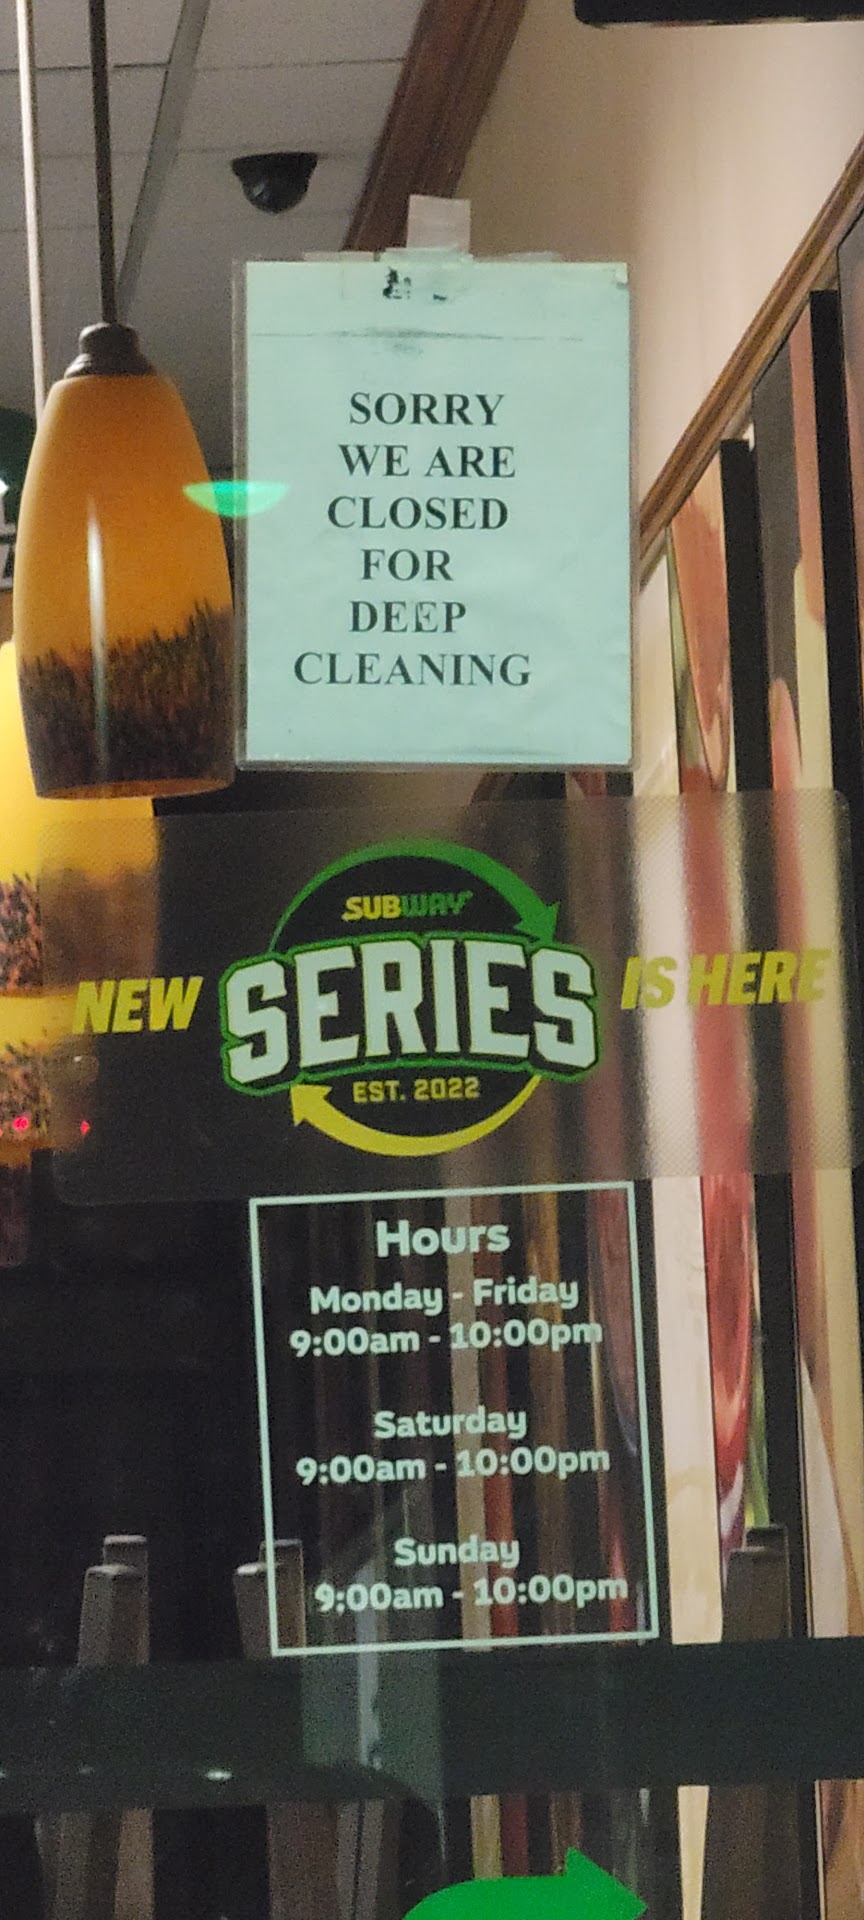 SORRY
WE ARE
CLOSED
FOR
DEEP
CLEANING
SUBWAY
NEW SERIES IS HERE
EST. 2022
Hours
Monday - Friday
9:00am - 10:00pm
Saturday
9:00am - 10:00pm
Sunday
9:00am - 10:00pm